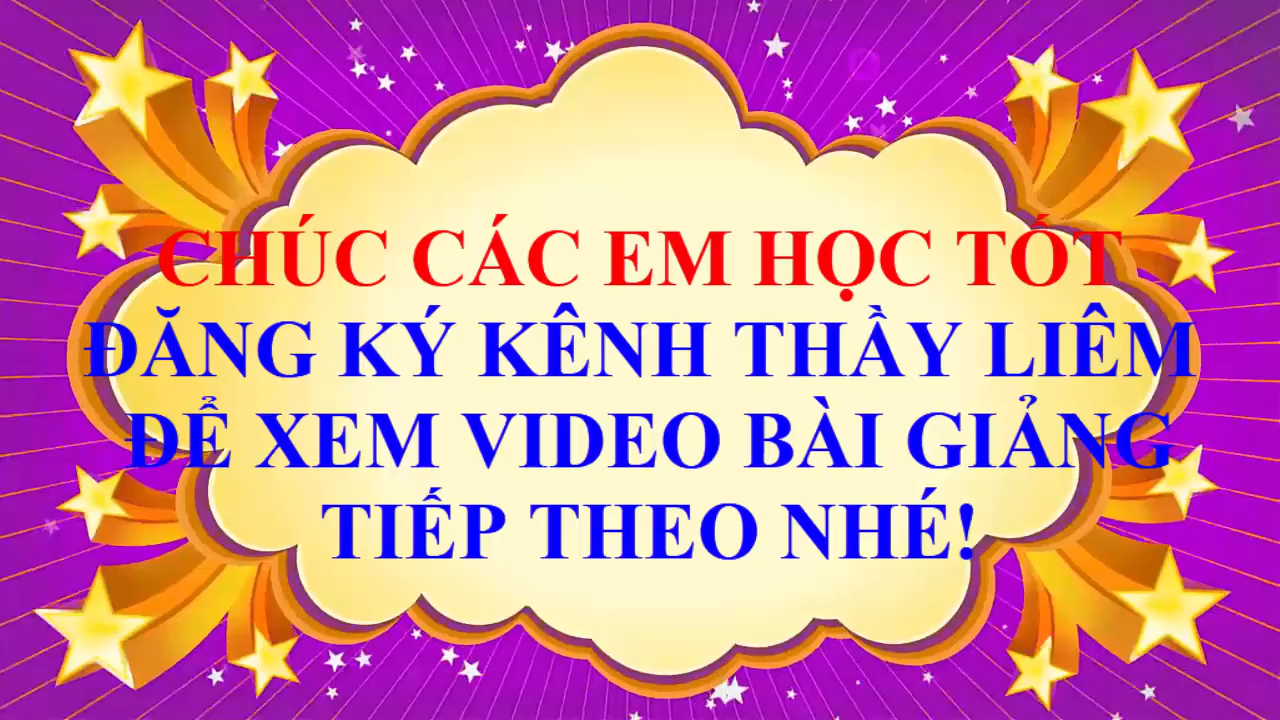 CHÚC CÁC EM HỌC TỐT
ĐĂNG KÝ KÊNH THẦY LIÊM
ĐỂ XEM VIDEO BÀI GIẢNG
TIẾP THEO NHÉ!